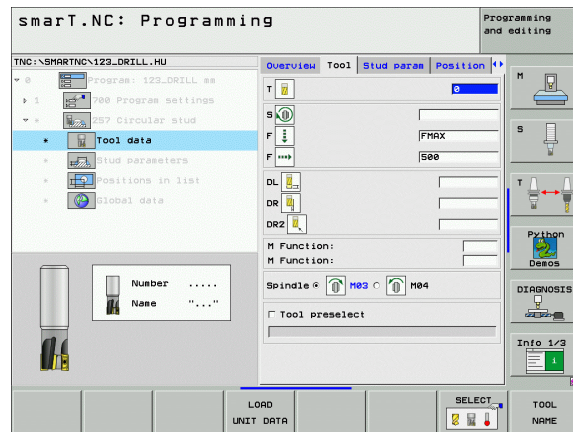 smarT.NC: Programming
Programming
and editing
TNC:\SMARTNC\123_DRILL.HU
0 Program: 123_DRILL mm
1 700 Program settings
* 257 Circular stud
* Tool data
* Stud parameters
* Positions in list
* Global data
Number .....
Name "..."
Overview Tool Stud param Position
T 0
S
F FMAX
F 500
DL
DR
DR2
M Function:
M Function:
Spindle M03 M04
Tool preselect
M
S
T
Python
Demos
DIAGNOSIS
Info 1/3
LOAD
UNIT DATA
SELECT
TOOL
NAME